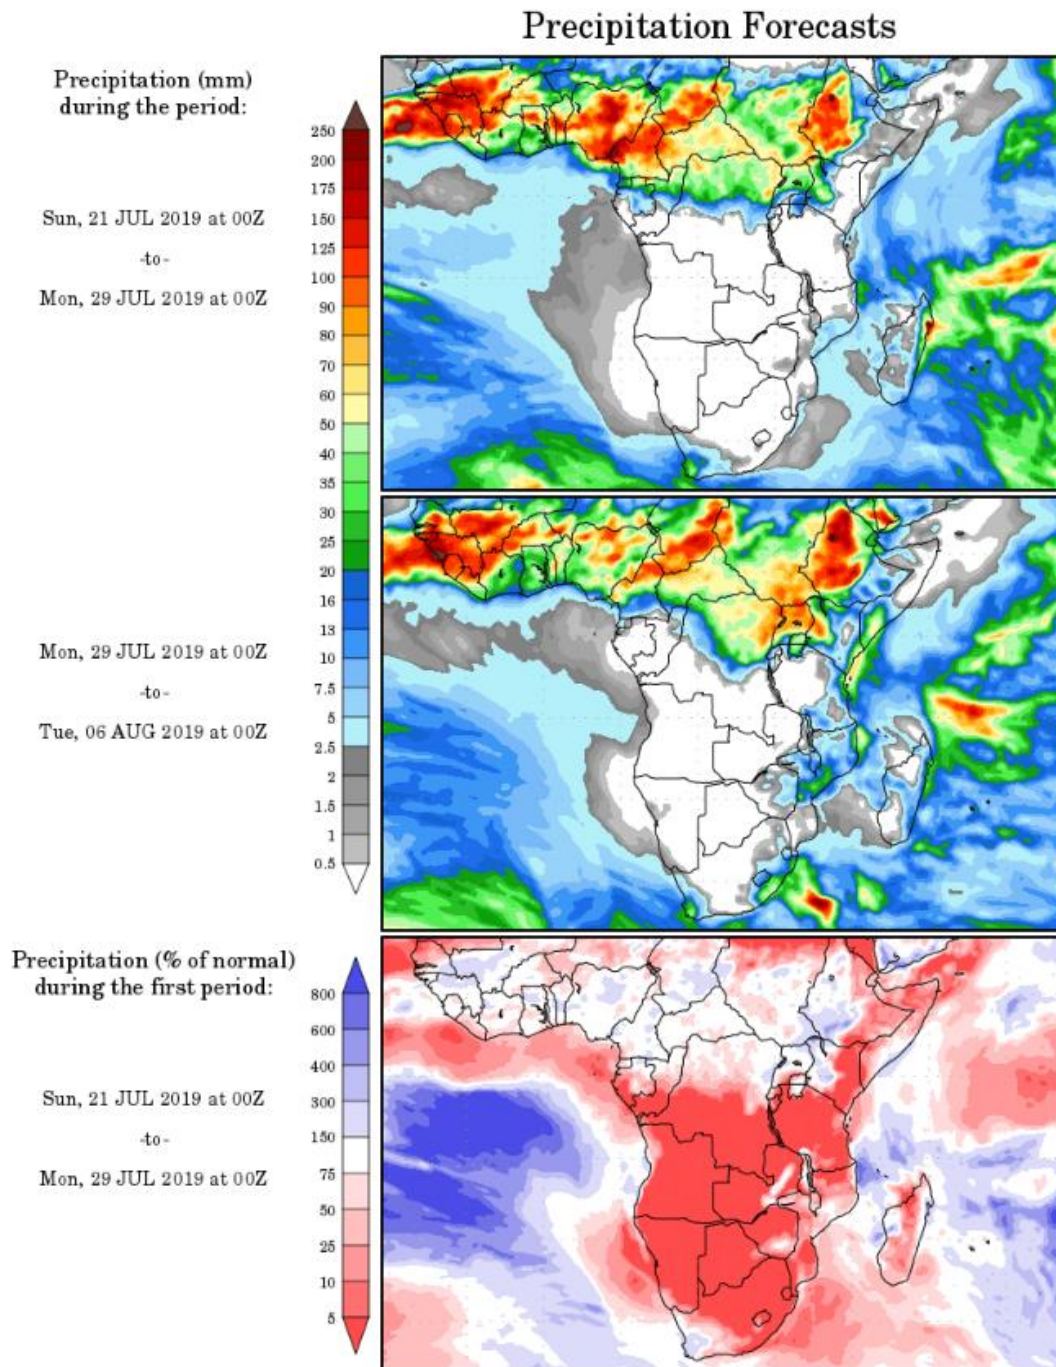 Precipitation Forecasts
Precipitation (mm)
during the period:
Sun, 21 JUL 2019 at 00Z
-to-
Mon, 29 JUL 2019 at 00Z
250
200
175
150
125
100
90
80
70
60
50
40
35
30
25
20
16
13
10
7.5
5
2.5
2
1.5
1
0.5
Mon, 29 JUL 2019 at 00Z
-to-
Tue, 06 AUG 2019 at 00Z
Precipitation (% of normal)
during the first period:
Sun, 21 JUL 2019 at 00Z
-to-
Mon, 29 JUL 2019 at 00Z
800
600
400
300
150
75
50
25
10
5